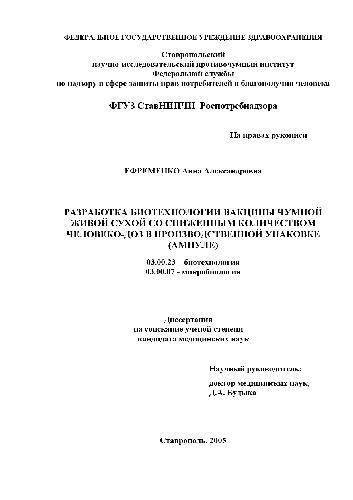 ФЕДЕРАЛЬНОЕ ГОСУДАРСТВЕННОЕ УРЕЖДЕНИЕ ЗДРАВООХРАНЕНИЯ
Ставропольский
научно-исследовательский противочумный институт
Федеральной службы
по надзору в сфере защиты прав потребителей и благополучия человека
ФГУЗ СтавНИПЧИ Роспотребнадзора
На правах рукописи
ЕФРЕМЕНКО Анна Александровна
РАЗРАБОТКА БИОТЕХНОЛОГИИ ВАКЦИНЫ ЧУМНОЙ
ЖИВОЙ СУХОЙ СО СНИЖЕННЫМ КОЛИЧЕСТВОМ
ЧЕЛОВЕКО-ДОЗ В ПРОИЗВОДСТВЕННОЙ УПАКОВКЕ
(АМПУЛЕ)
03.00.23 – биотехнология
03.00.07 - микробиология
Диссертация
на соискание ученой степени
кандидата медицинских наук
Научный руководитель:
доктор медицинских наук,
Д.А. Будыка
Ставрополь, 2005